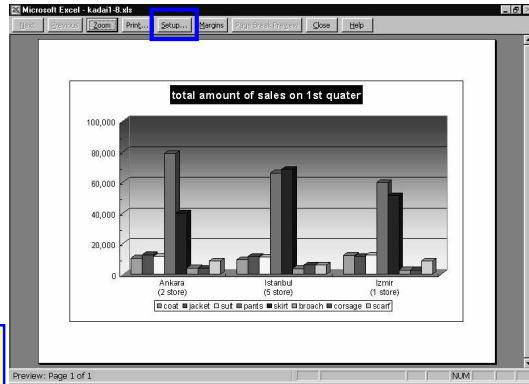 Microsoft Excel - kadai1-8.xls
Next Previous Zoom Print... Setup... Margins Page Break Preview Close Help
total amount of sales on 1st quater
100,000
80,000
60,000
40,000
20,000
0
Ankara Istanbul Izmir
(2 store) (5 store) (1 store)
coat jacket suit pants skirt broach corsage scarf
Preview: Page 1 of 1 NUM